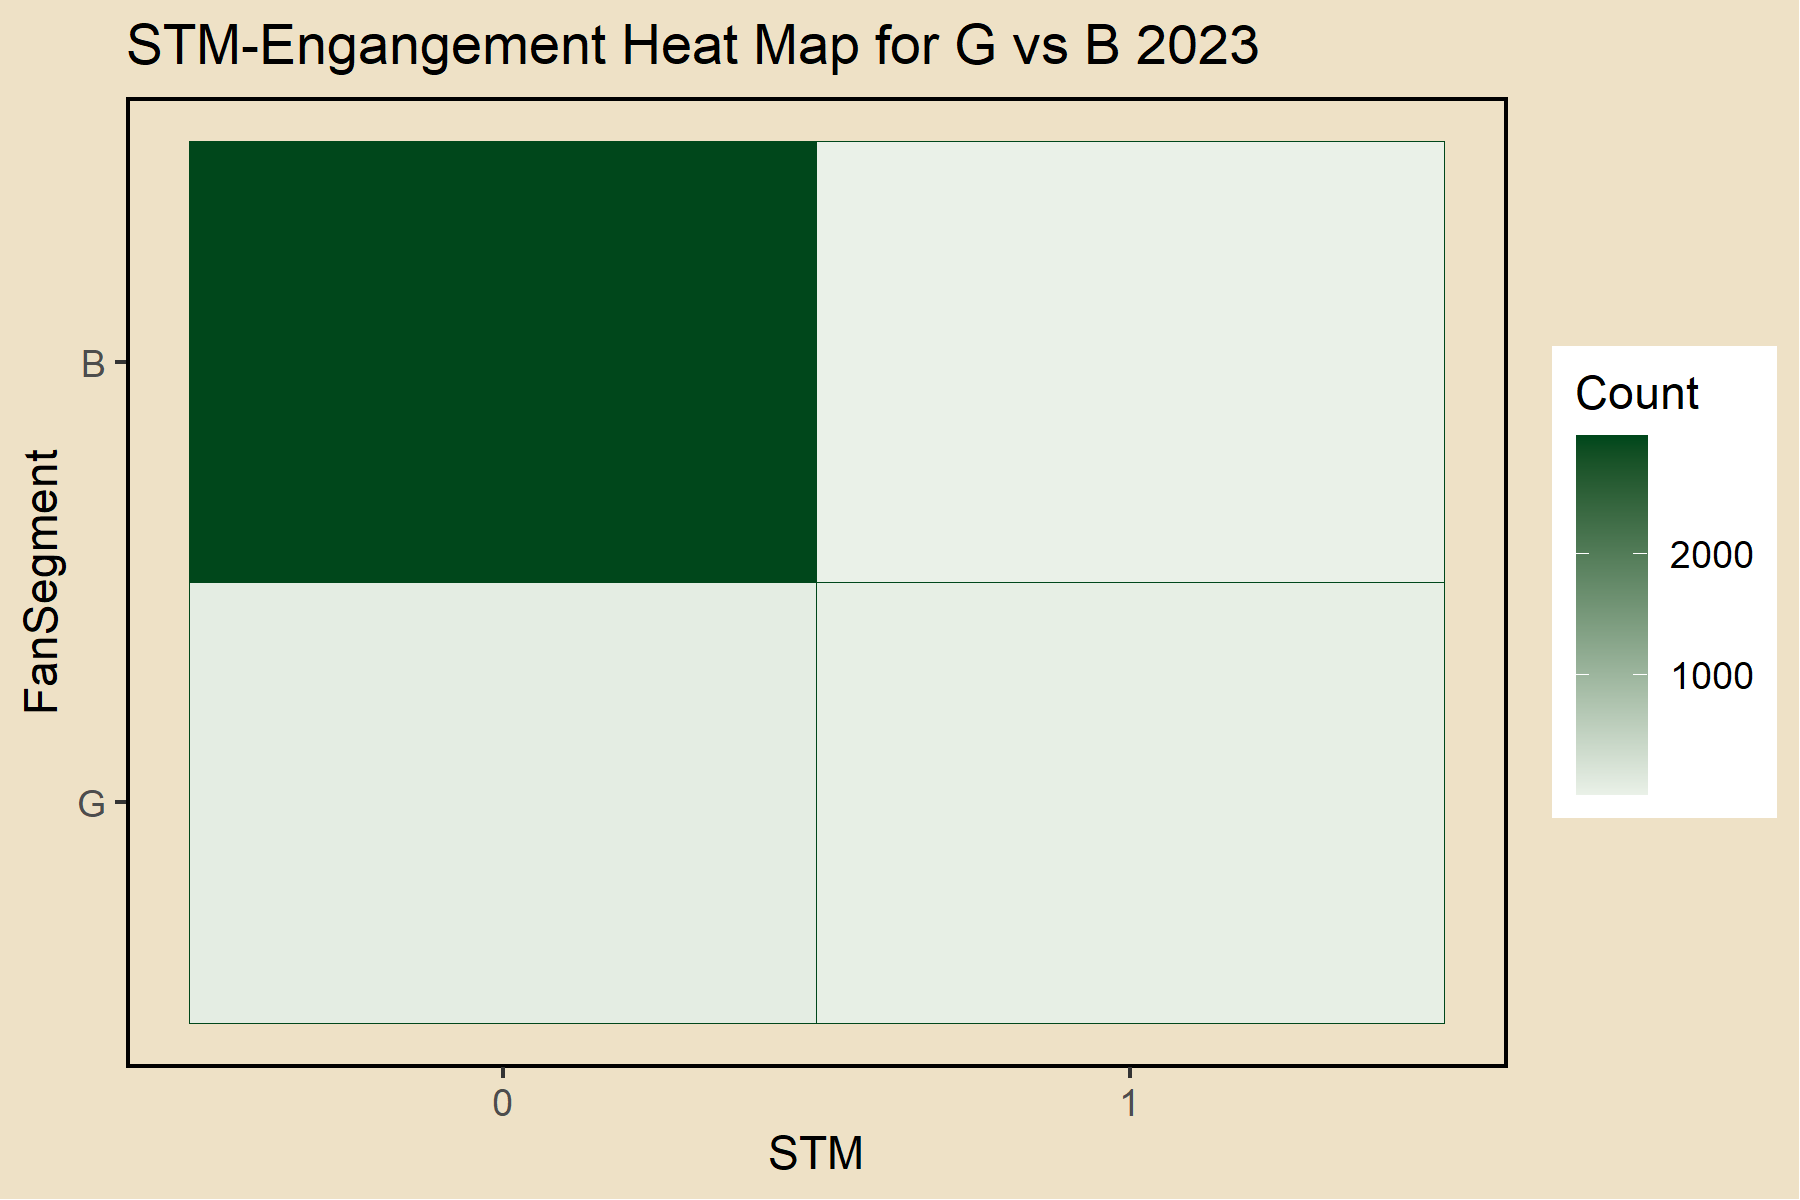 STM-Engangement Heat Map for G vs B 2023
B
G
FanSegment
0
1
STM
Count
2000
1000